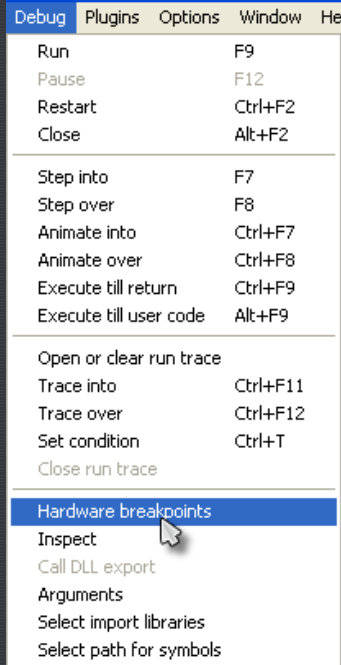 Debug Plugins Options Window He
Run F9
Pause F12
Restart Ctrl+F2
Close Alt+F2
Step into F7
Step over F8
Animate into Ctrl+F7
Animate over Ctrl+F8
Execute till return Ctrl+F9
Execute till user code Alt+F9
Open or clear run trace
Trace into Ctrl+F11
Trace over Ctrl+F12
Set condition Ctrl+T
Close run trace
Hardware breakpoints
Inspect
Call DLL export
Arguments
Select import libraries
Select path for symbols